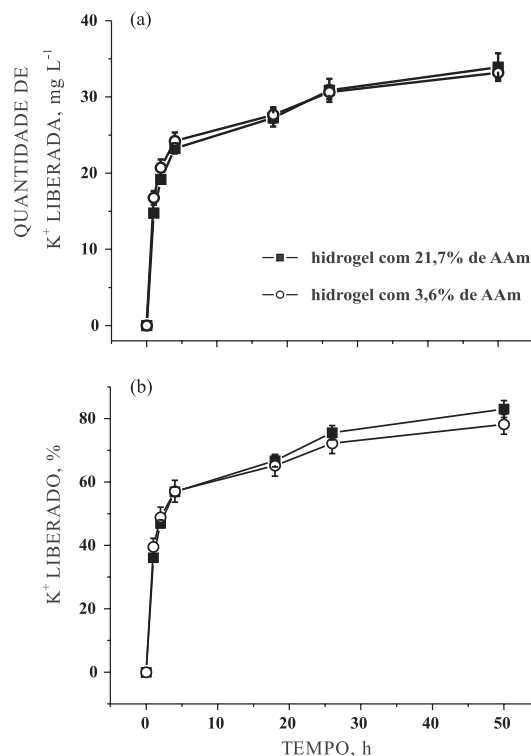 (a)
40
30
20
10
0
QUANTIDADE DE
K⁺ LIBERADA, mg L⁻¹
hidrogel com 21,7% de AAm
hidrogel com 3,6% de AAm
(b)
80
60
40
20
0
K⁺ LIBERADO, %
0 10 20 30 40 50
TEMPO, h